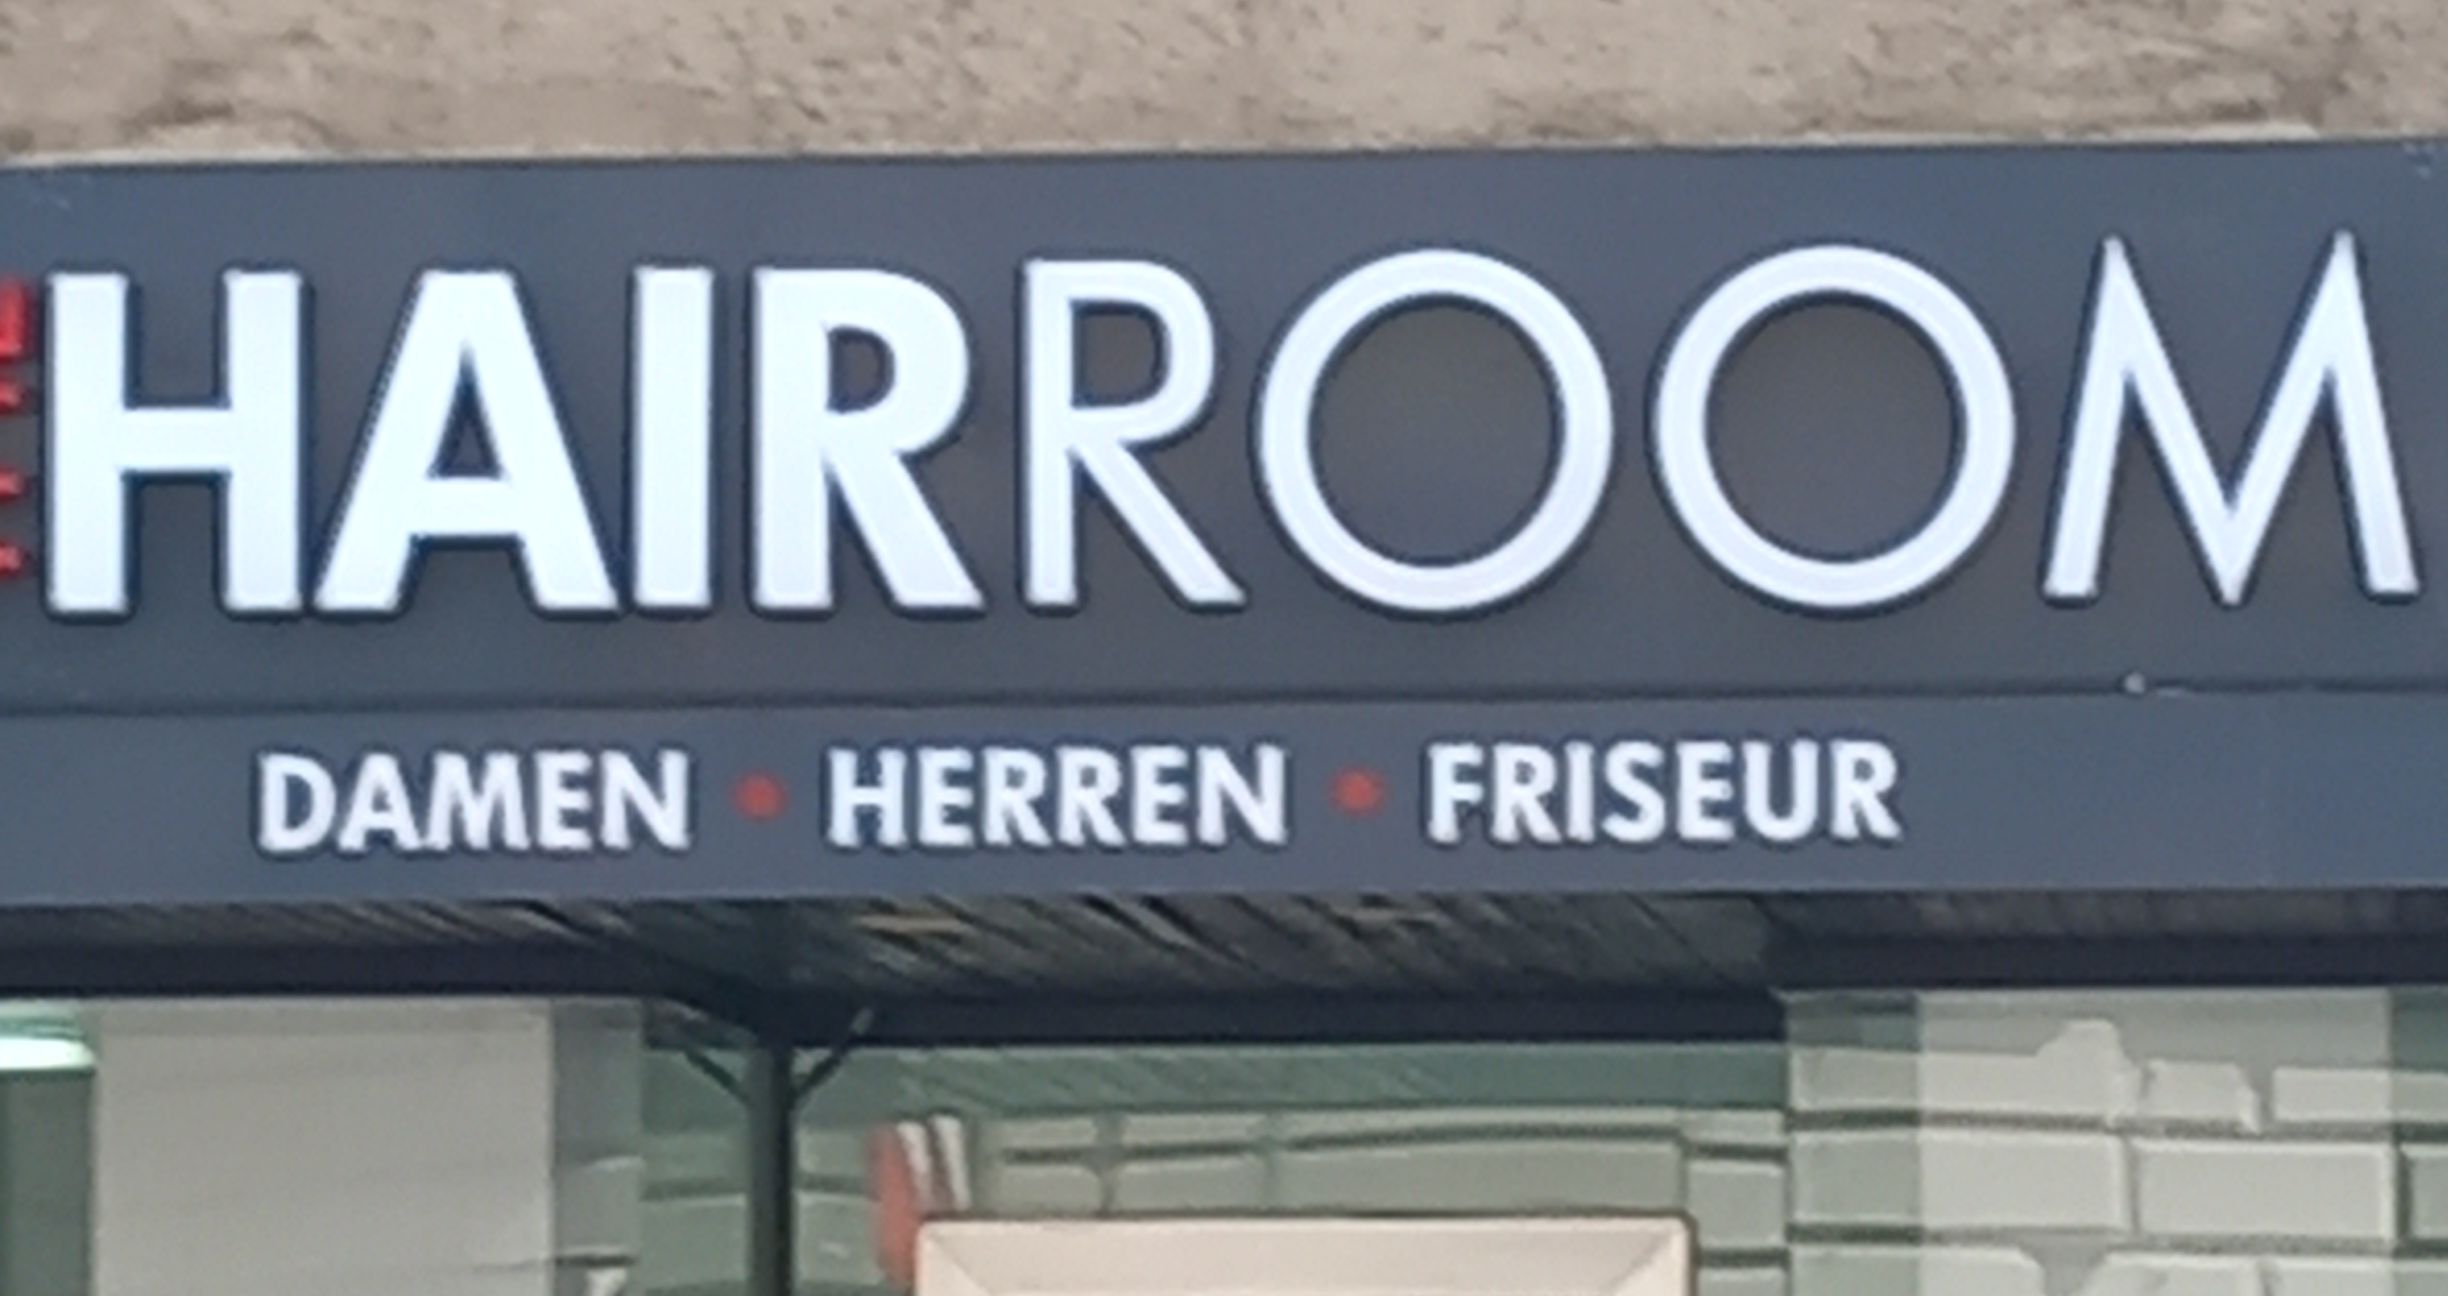 HAIRROOM
DAMEN • HERREN • FRISEUR